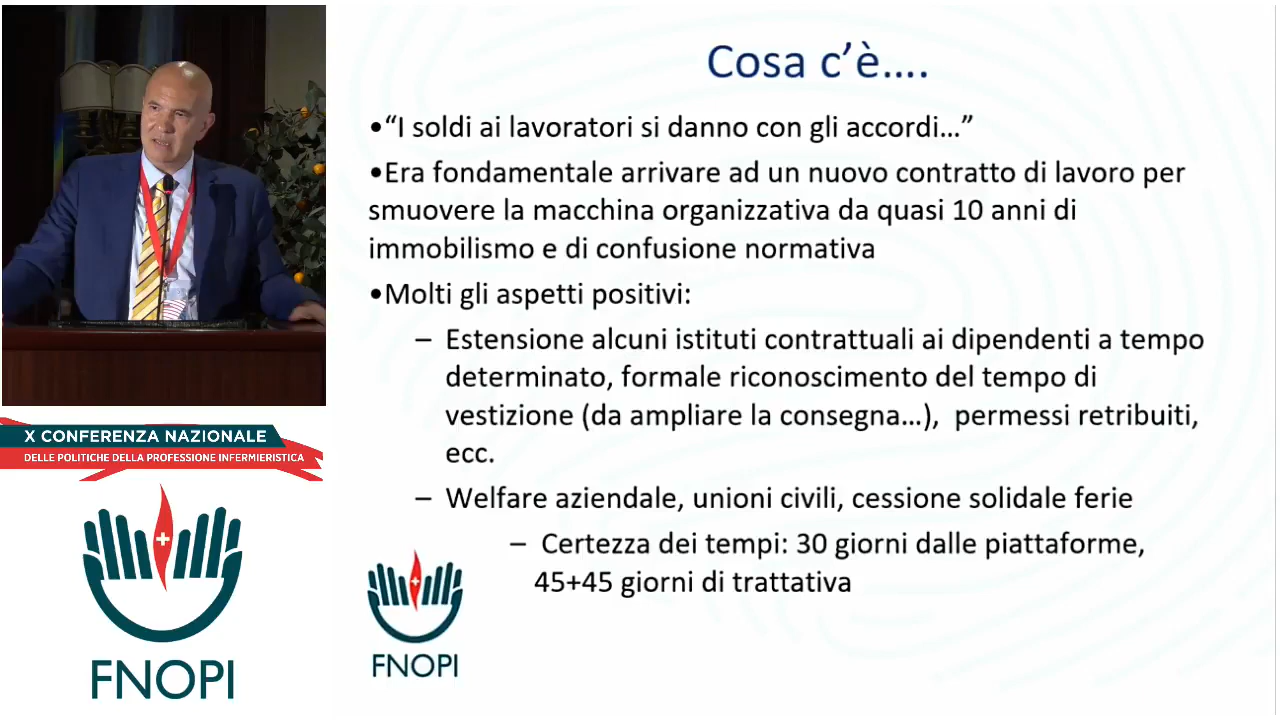 Cosa c'è....
•"I soldi ai lavoratori si danno con gli accordi..."
•Era fondamentale arrivare ad un nuovo contratto di lavoro per
smuovere la macchina organizzativa da quasi 10 anni di
immobilismo e di confusione normativa
•Molti gli aspetti positivi:
– Estensione alcuni istituti contrattuali ai dipendenti a tempo
determinato, formale riconoscimento del tempo di
vestizione (da ampliare la consegna...), permessi retribuiti,
ecc.
– Welfare aziendale, unioni civili, cessione solidale ferie
– Certezza dei tempi: 30 giorni dalle piattaforme,
45+45 giorni di trattativa
FNOPI
X CONFERENZA NAZIONALE
DELLE POLITICHE DELLA PROFESSIONE INFERMIERISTICA
FNOPI